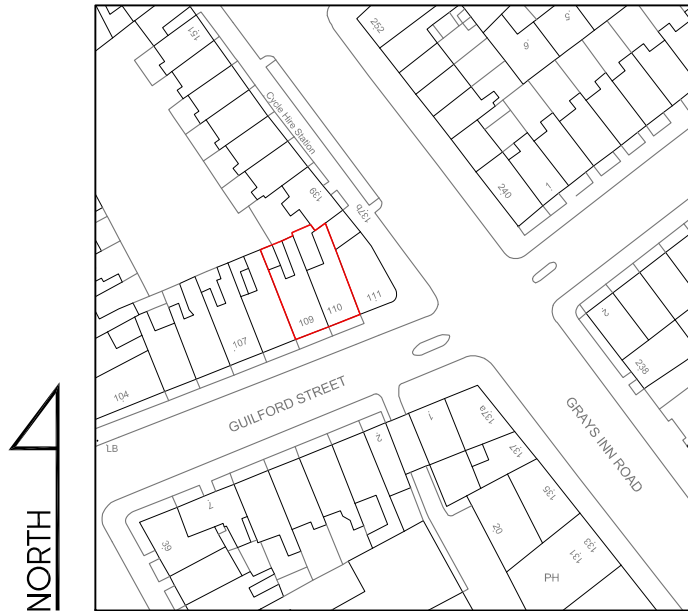 151
252
5
6
Cycle Hire Station
139
137b
240
1
109
110
111
107
104
2
238
GUILFORD STREET
GRAYS INN ROAD
LB
7
39
2
1
137a
137
135
133
131
20
PH
NORTH